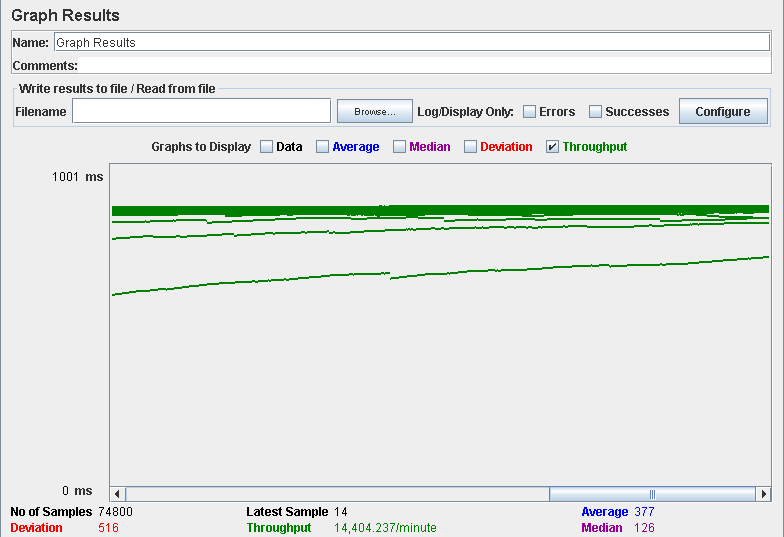 Graph Results
Name: Graph Results
Comments:
Write results to file / Read from file
Filename Browse... Log/Display Only: Errors Successes Configure
Graphs to Display Data Average Median Deviation Throughput
1001 ms
0 ms
No of Samples 74800 Latest Sample 14 Average 377
Deviation 516 Throughput 14,404.237/minute Median 126